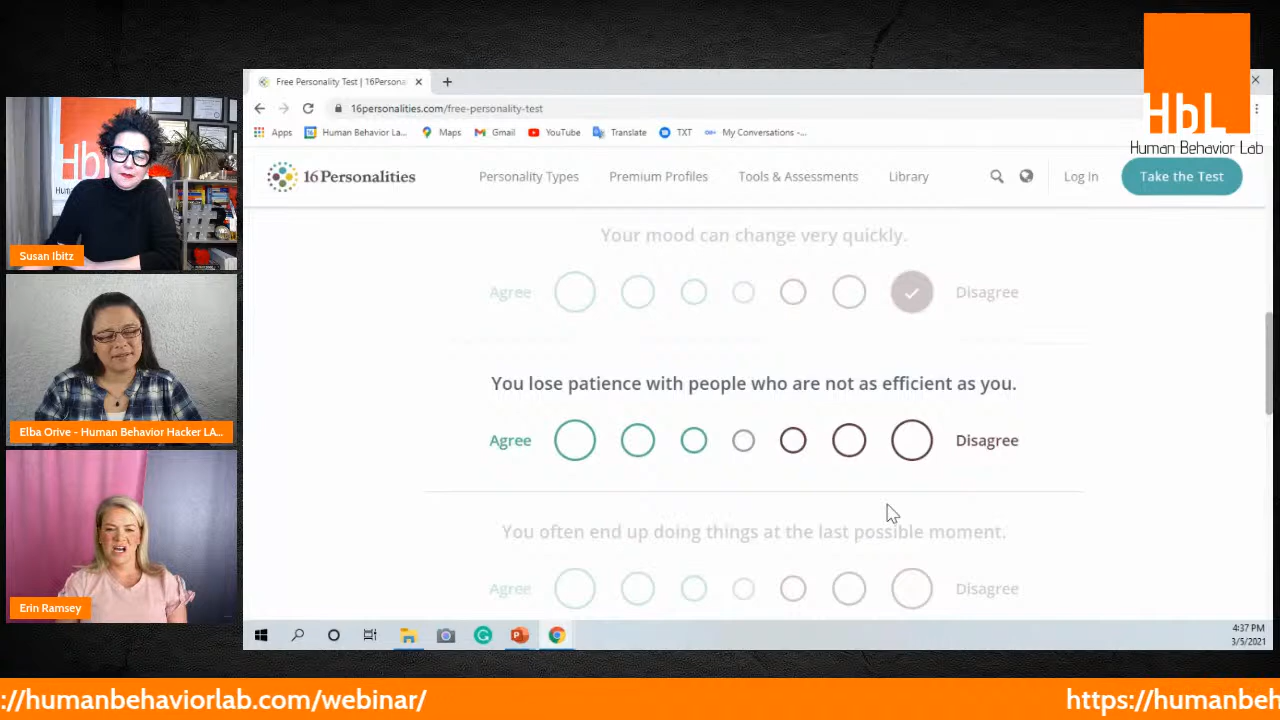 Free Personality Test | 16Persona
16personalities.com/free-personality-test
Apps
Human Behavior La...
Maps
Gmail
YouTube
Translate
TXT
My Conversations -...
HbL
Human Behavior Lab
16Personalities
Personality Types
Premium Profiles
Tools & Assessments
Library
Log In
Take the Test
Your mood can change very quickly.
Agree
Disagree
You lose patience with people who are not as efficient as you.
Agree
Disagree
You often end up doing things at the last possible moment.
Agree
Disagree
4:37 PM
3/5/2021
HbL
Susan Ibitz
Elba Orive - Human Behavior Hacker LA...
Erin Ramsey
://humanbehaviorlab.com/webinar/
https://humanbeh